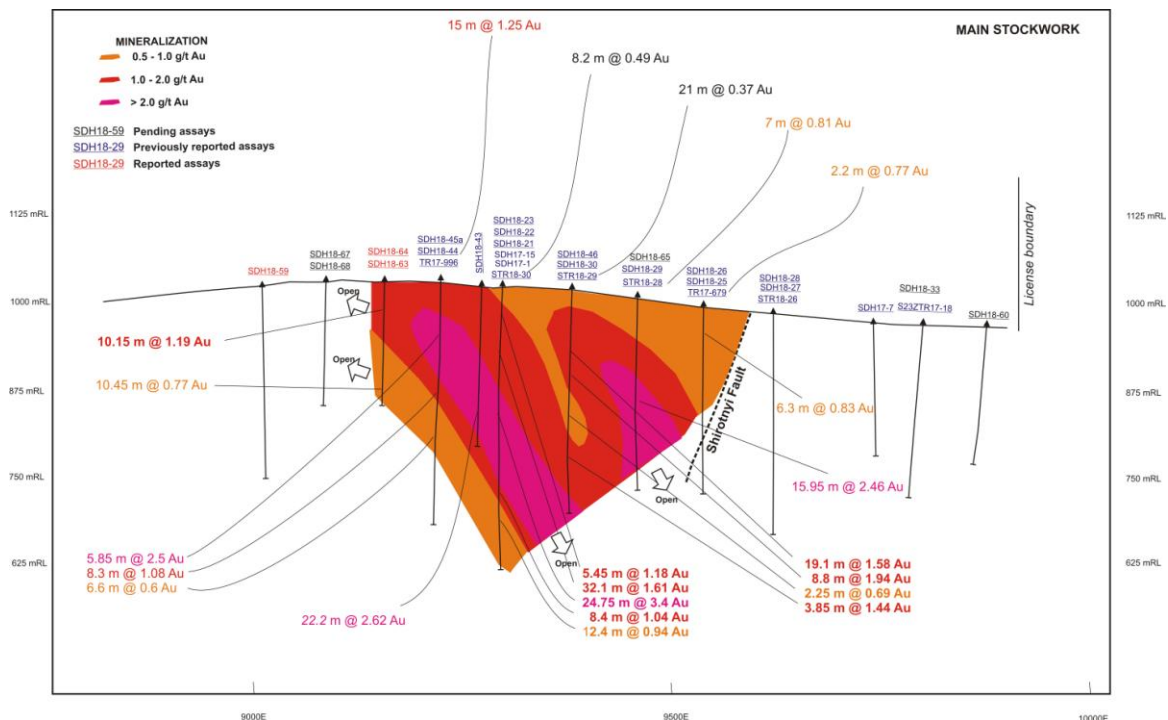 MAIN STOCKWORK
MINERALIZATION
0.5 - 1.0 g/t Au
1.0 - 2.0 g/t Au
> 2.0 g/t Au
SDH18-59 Pending assays
SDH18-29 Previously reported assays
SDH18-29 Reported assays
15 m @ 1.25 Au
8.2 m @ 0.49 Au
21 m @ 0.37 Au
7 m @ 0.81 Au
2.2 m @ 0.77 Au
License boundary
1125 mRL
1000 mRL
875 mRL
750 mRL
625 mRL
1125 mRL
1000 mRL
875 mRL
750 mRL
625 mRL
SDH18-59
SDH18-67
SDH18-68
SDH18-64
SDH18-63
SDH18-45a
SDH18-44
TR17-996
SDH18-43
SDH18-23
SDH18-22
SDH18-21
SDH17-15
SDH17-1
STR18-30
SDH18-46
SDH18-30
STR18-29
SDH18-65
SDH18-29
STR18-28
SDH18-26
SDH18-25
TR17-679
SDH18-28
SDH18-27
STR18-26
SDH17-7
SDH18-33
S23ZTR17-18
SDH18-60
Open
Open
Open
Open
Shirotnyi Fault
10.15 m @ 1.19 Au
10.45 m @ 0.77 Au
6.3 m @ 0.83 Au
15.95 m @ 2.46 Au
5.85 m @ 2.5 Au
8.3 m @ 1.08 Au
6.6 m @ 0.6 Au
22.2 m @ 2.62 Au
5.45 m @ 1.18 Au
32.1 m @ 1.61 Au
24.75 m @ 3.4 Au
8.4 m @ 1.04 Au
12.4 m @ 0.94 Au
19.1 m @ 1.58 Au
8.8 m @ 1.94 Au
2.25 m @ 0.69 Au
3.85 m @ 1.44 Au
9000E
9500E
10000E